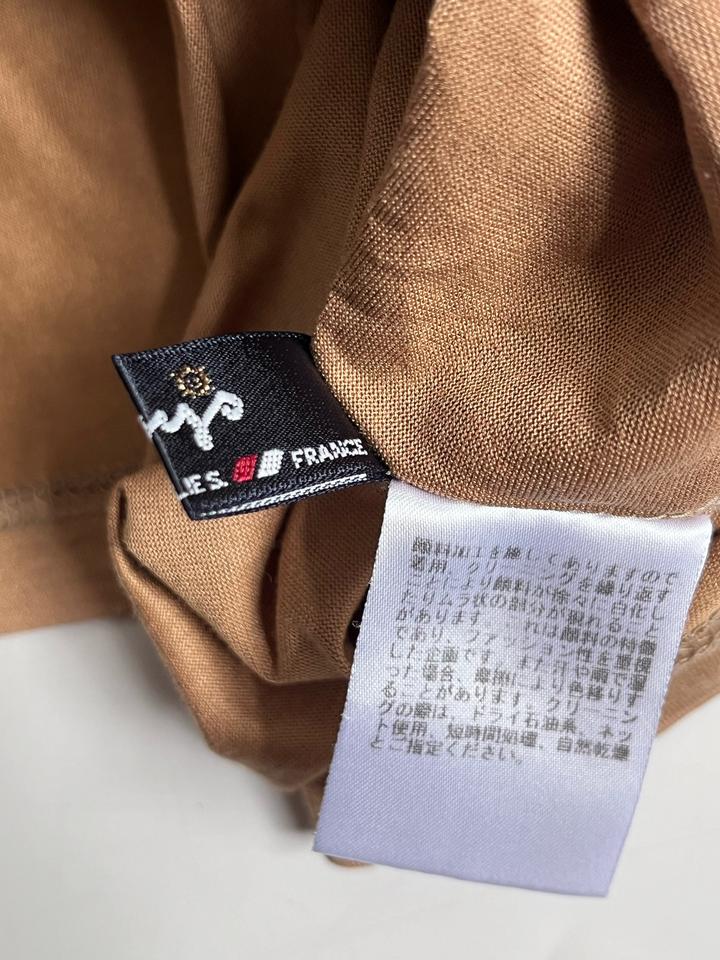 ES. FRANCE
顔料加工を施してありますので
着用、クリーニングを繰り返す
ことにより顔料が徐々に白化し
たりムラ状の部分が現れること
があります。これは顔料の特徴
であり、ファッション性を重視
した企画です。また汗や雨で湿
った場合、摩擦により色移りす
ることがあります。クリーニン
グの際は、ドライ石油系、ネッ
ト使用、短時間処理、自然乾燥
とご指定ください。